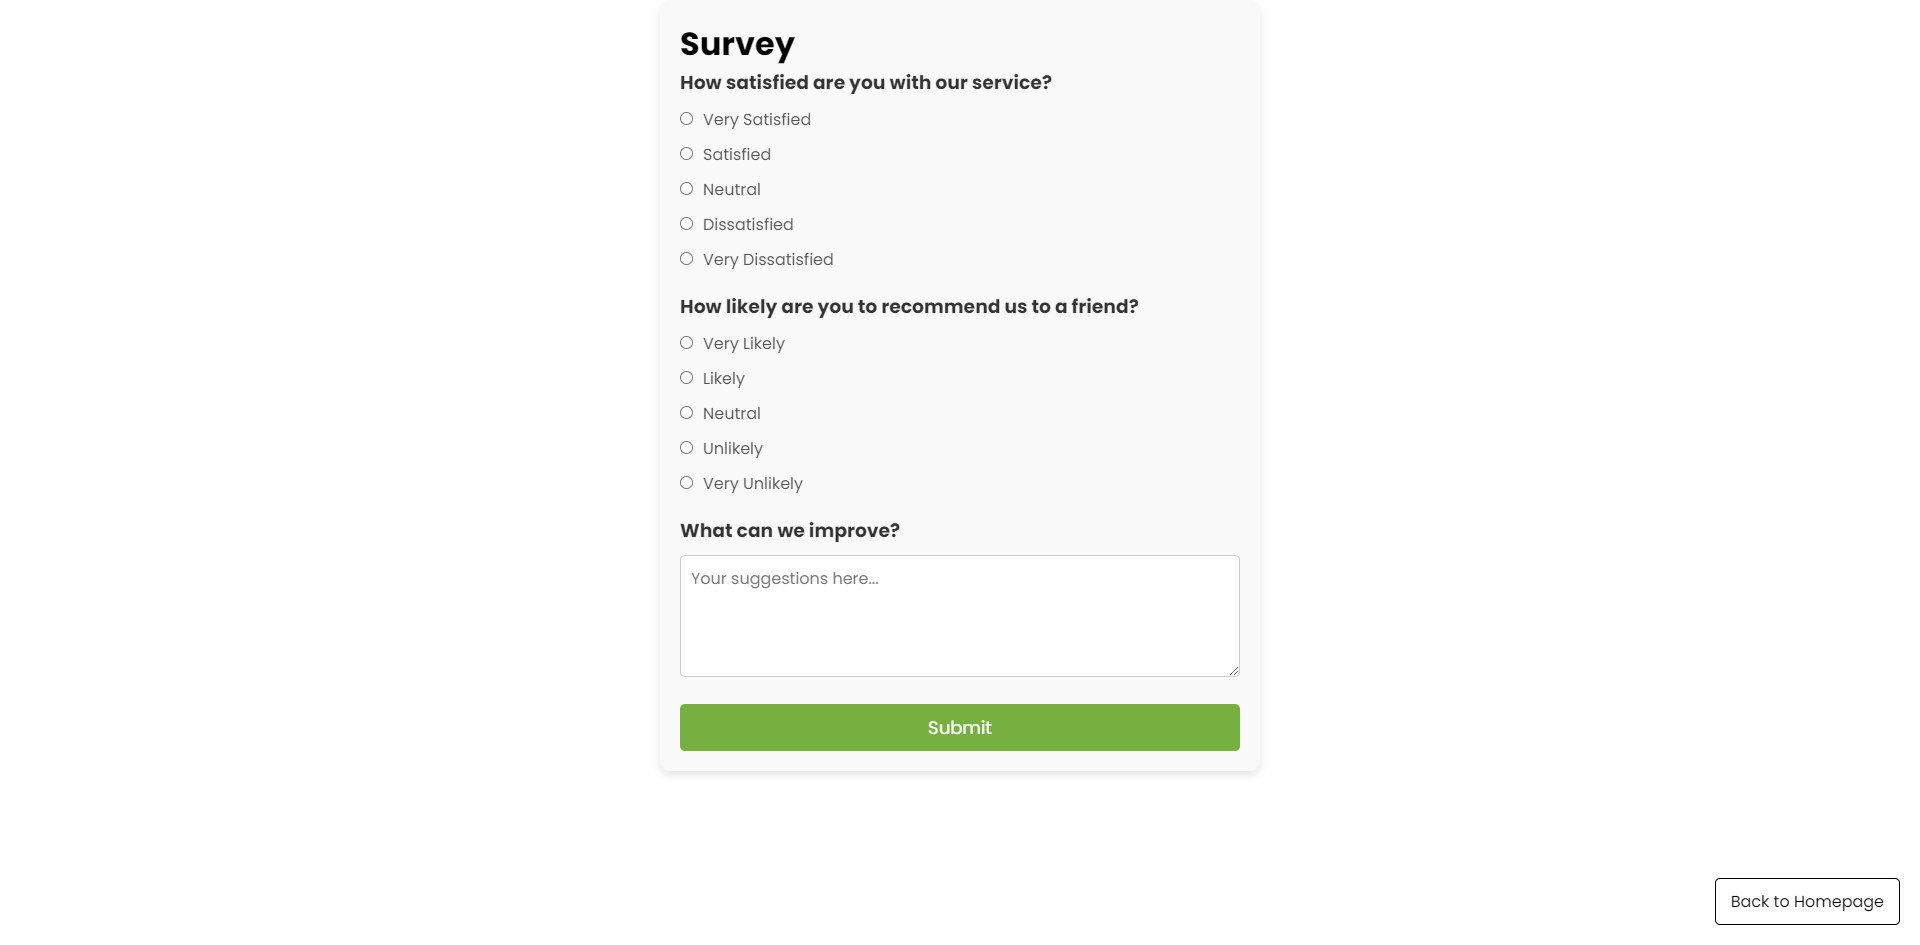 Survey
How satisfied are you with our service?
Very Satisfied
Satisfied
Neutral
Dissatisfied
Very Dissatisfied
How likely are you to recommend us to a friend?
Very Likely
Likely
Neutral
Unlikely
Very Unlikely
What can we improve?
Your suggestions here...
Submit
Back to Homepage